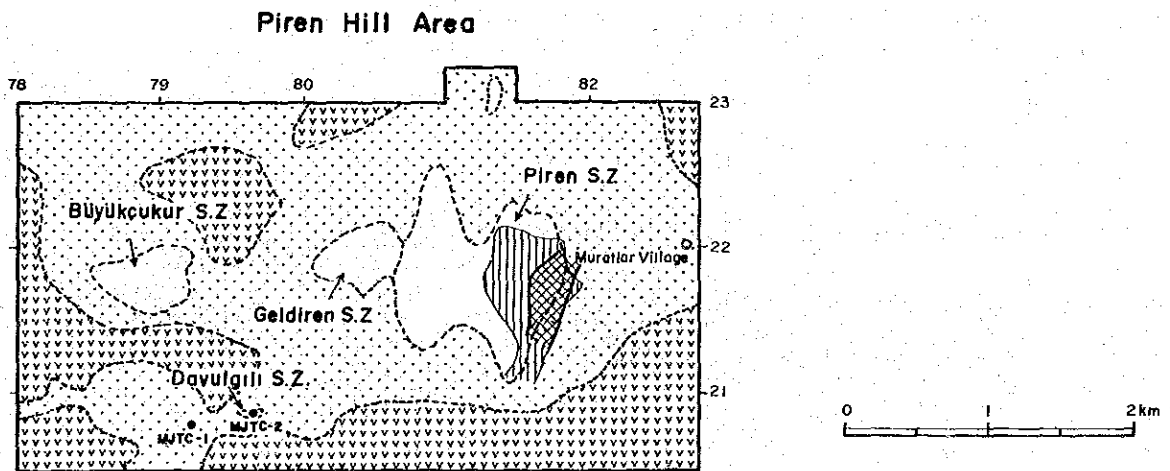 Piren Hill Area
78 79 80 82
23
Piren S.Z
Büyükçukur S.Z
22
Muratlar Village
Geldiren S.Z
Davulgılı S.Z.
21
MJTC-2
MJTC-1
0 1 2km